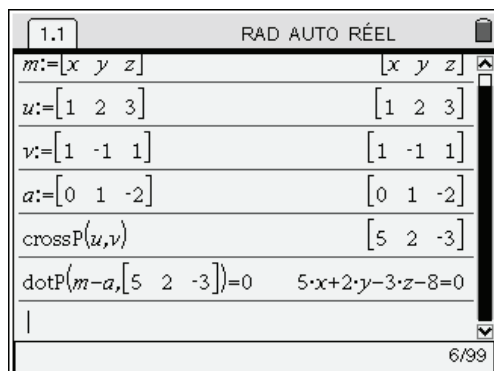 1.1 RAD AUTO RÉEL
m:=[x y z] [x y z]
u:=[1 2 3] [1 2 3]
v:=[1 -1 1] [1 -1 1]
a:=[0 1 -2] [0 1 -2]
crossP(u,v) [5 2 -3]
dotP(m-a,[5 2 -3])=0 5·x+2·y-3·z-8=0
6/99